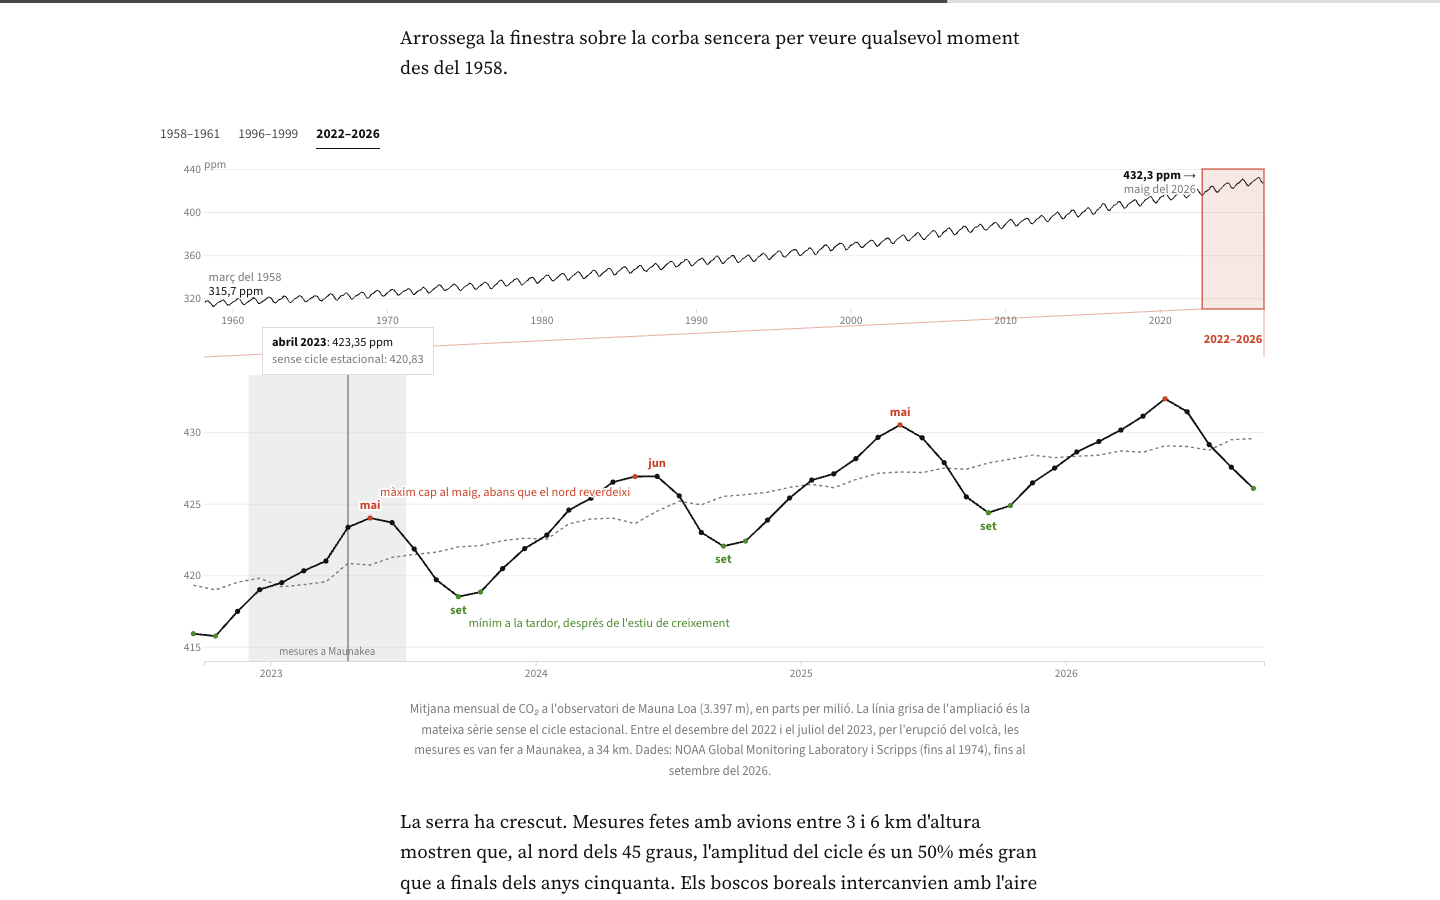 Arrossega la finestra sobre la corba sencera per veure qualsevol moment
des del 1958.
1958–1961 1996–1999 2022–2026
440 ppm
432,3 ppm →
maig del 2026
400
360
març del 1958
315,7 ppm
320
1960 1970 1980 1990 2000 2010 2020
abril 2023: 423,35 ppm
sense cicle estacional: 420,83
2022–2026
mai
430
jun
màxim cap al maig, abans que el nord reverdeixi
mai
425
set
set
420
set
mínim a la tardor, després de l'estiu de creixement
415
mesures a Maunakea
2023 2024 2025 2026
Mitjana mensual de CO₂ a l'observatori de Mauna Loa (3.397 m), en parts per milió. La línia grisa de l'ampliació és la
mateixa sèrie sense el cicle estacional. Entre el desembre del 2022 i el juliol del 2023, per l'erupció del volcà, les
mesures es van fer a Maunakea, a 34 km. Dades: NOAA Global Monitoring Laboratory i Scripps (fins al 1974), fins al
setembre del 2026.
La serra ha crescut. Mesures fetes amb avions entre 3 i 6 km d'altura
mostren que, al nord dels 45 graus, l'amplitud del cicle és un 50% més gran
que a finals dels anys cinquanta. Els boscos boreals intercanvien amb l'aire